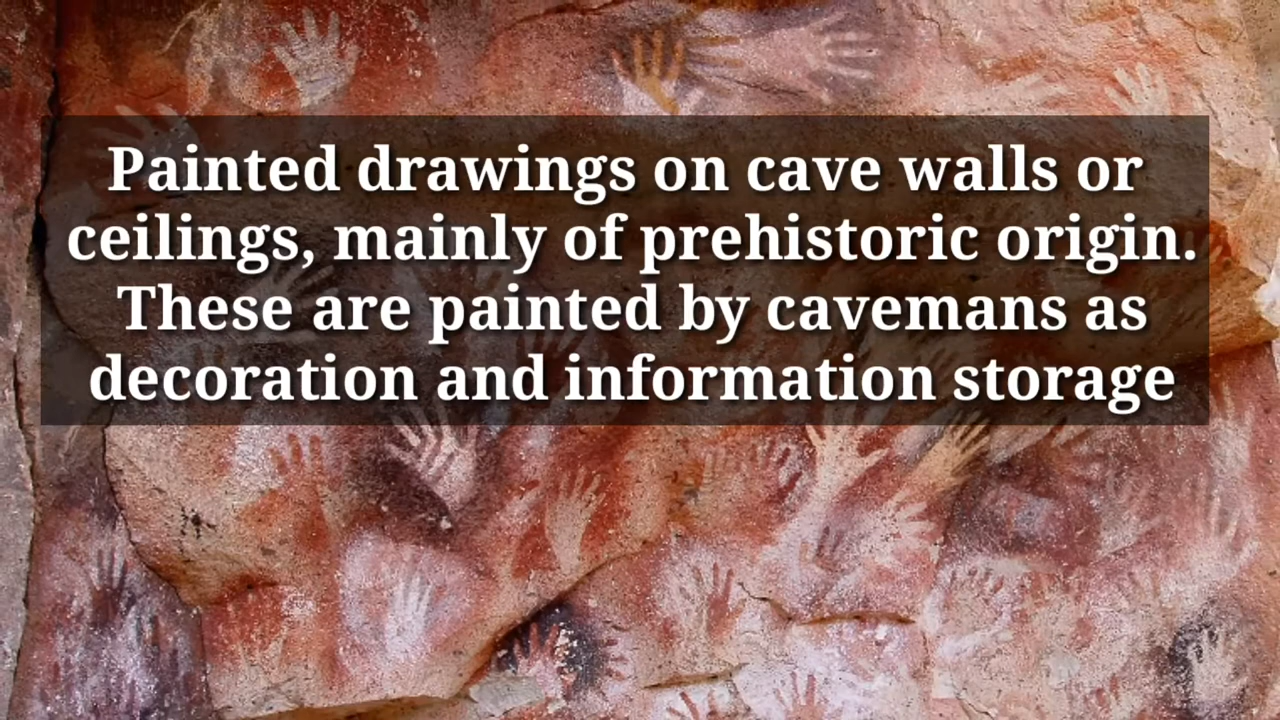 Painted drawings on cave walls or
ceilings, mainly of prehistoric origin.
These are painted by cavemans as
decoration and information storage